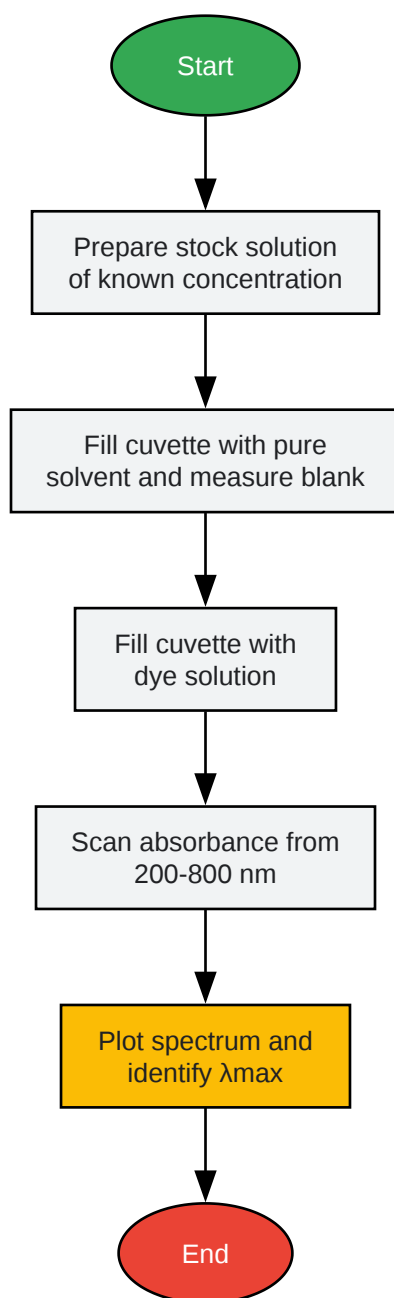 Start
Prepare stock solution
of known concentration
Fill cuvette with pure
solvent and measure blank
Fill cuvette with
dye solution
Scan absorbance from
200-800 nm
Plot spectrum and
identify λmax
End